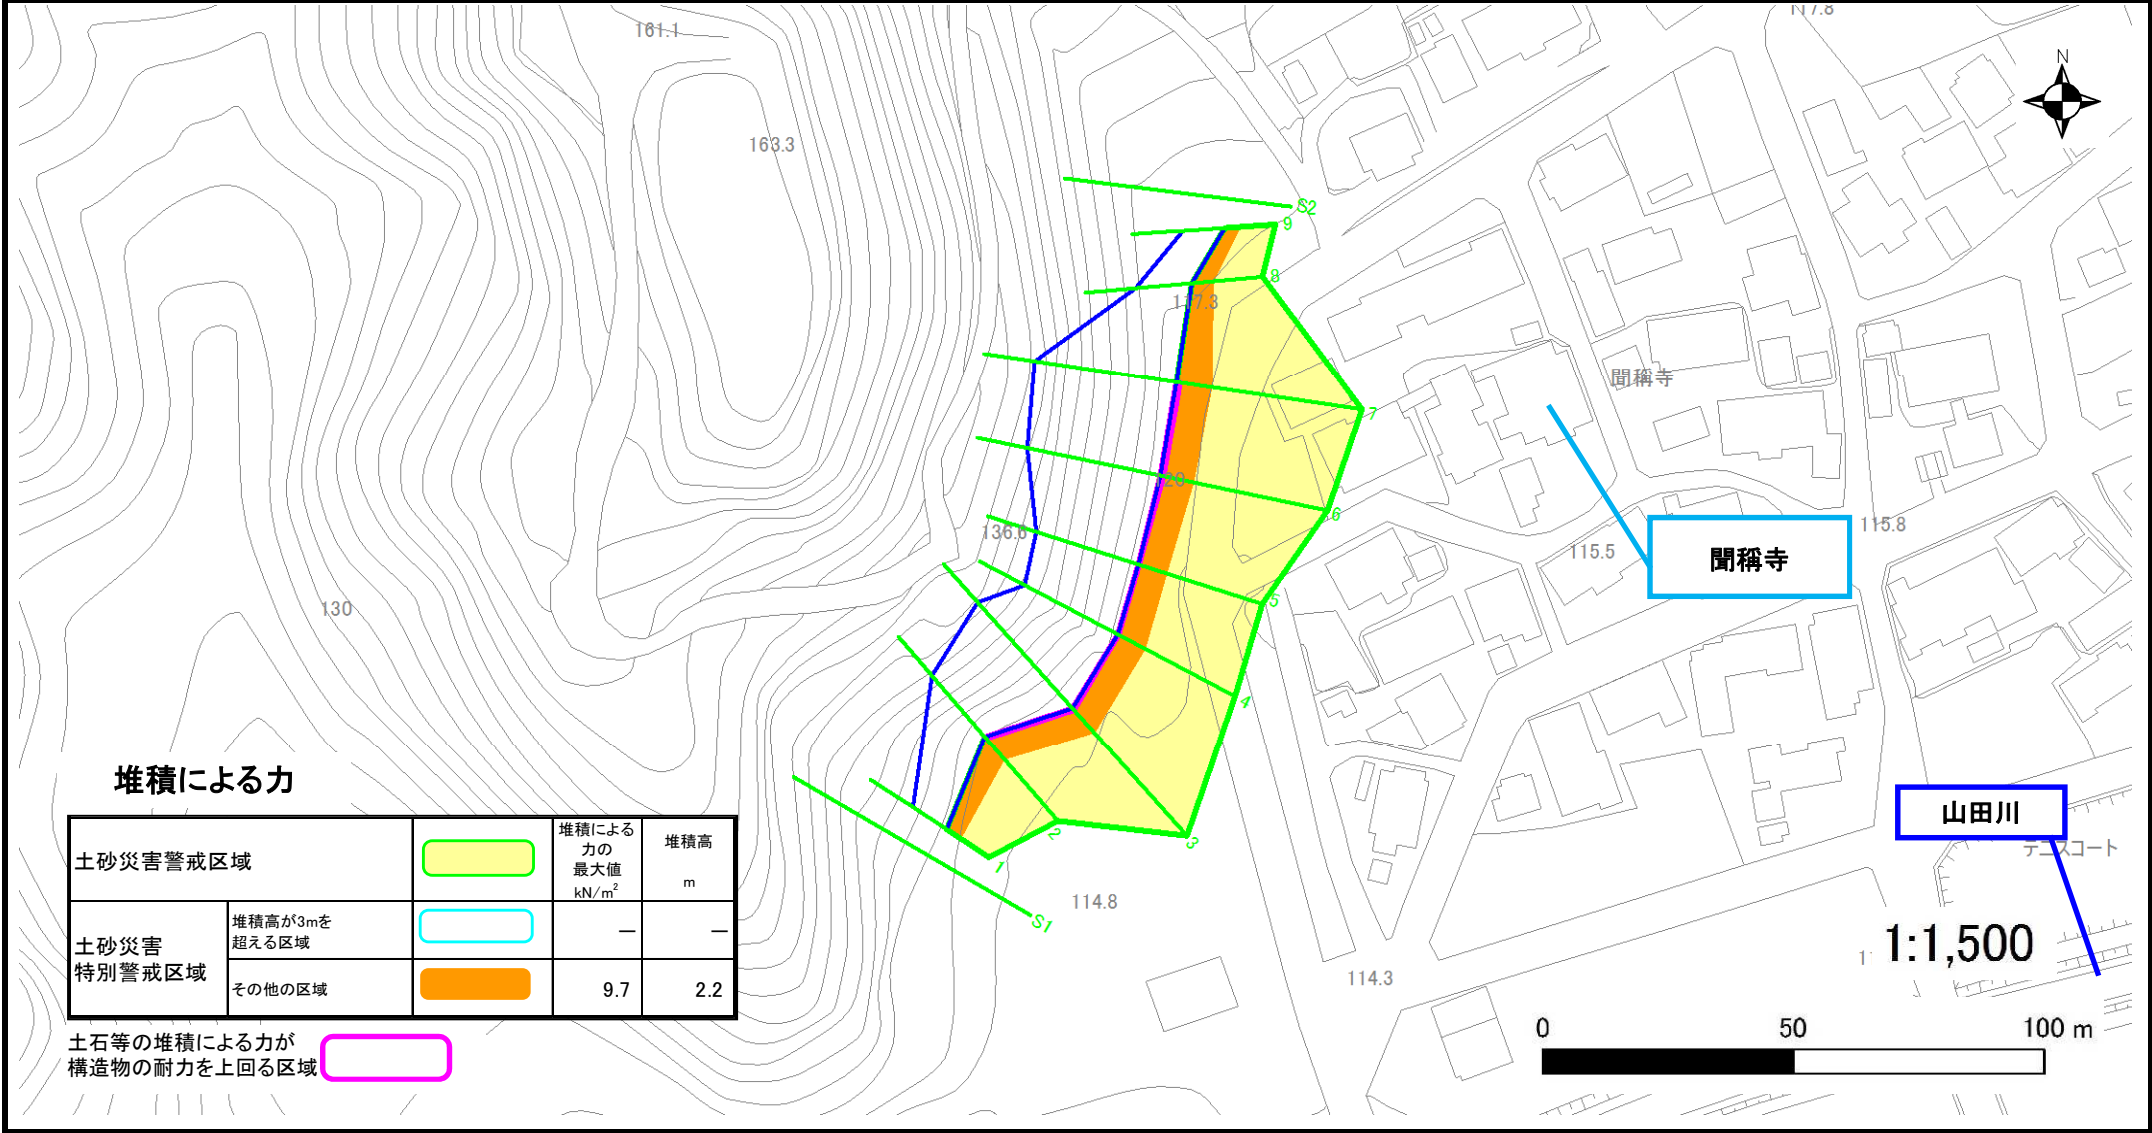 161.1
117.8
N
163.3
S2
9
8
117.3
聞稱寺
7
120
6
136.6
115.8
115.5
聞稱寺
130
5
4
堆積による力
山田川
テニスコート
土砂災害警戒区域
堆積による
力の
最大値
kN/m²
堆積高
m
2
3
1
114.8
S1
土砂災害
特別警戒区域
堆積高が3mを
超える区域
—
—
その他の区域
9.7
2.2
1:1,500
114.3
土石等の堆積による力が
構造物の耐力を上回る区域
0
50
100 m